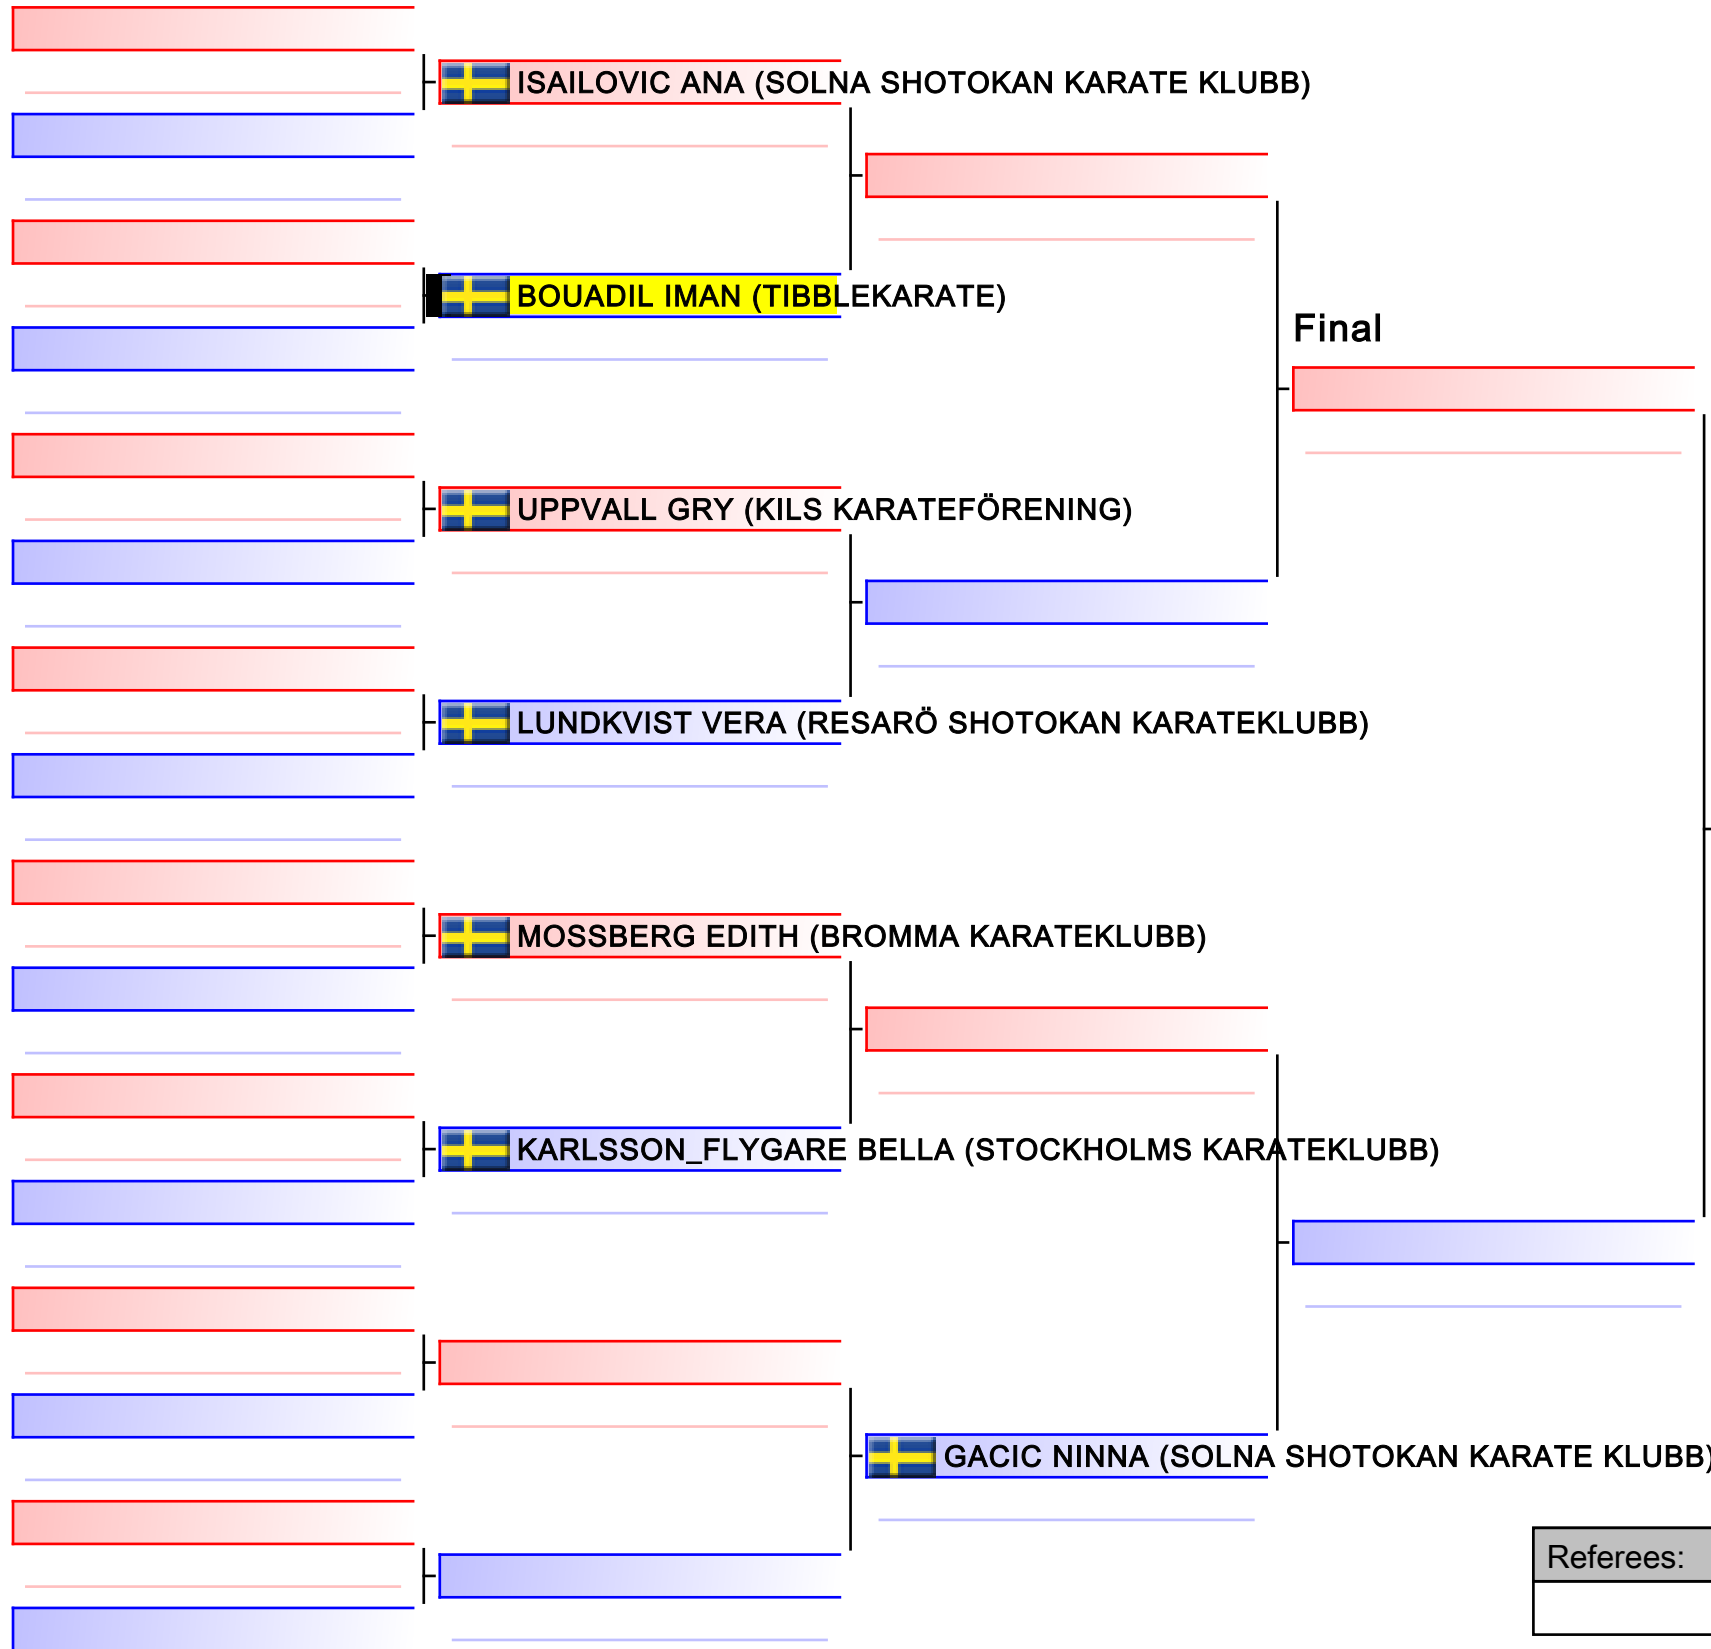 ISAILOVIC ANA (SOLNA SHOTOKAN KARATE KLUBB)
BOUADIL IMAN (TIBBLEKARATE)
Final
UPPVALL GRY (KILS KARATEFÖRENING)
LUNDKVIST VERA (RESARÖ SHOTOKAN KARATEKLUBB)
MOSSBERG EDITH (BROMMA KARATEKLUBB)
KARLSSON_FLYGARE BELLA (STOCKHOLMS KARATEKLUBB)
GACIC NINNA (SOLNA SHOTOKAN KARATE KLUBB)
Referees: